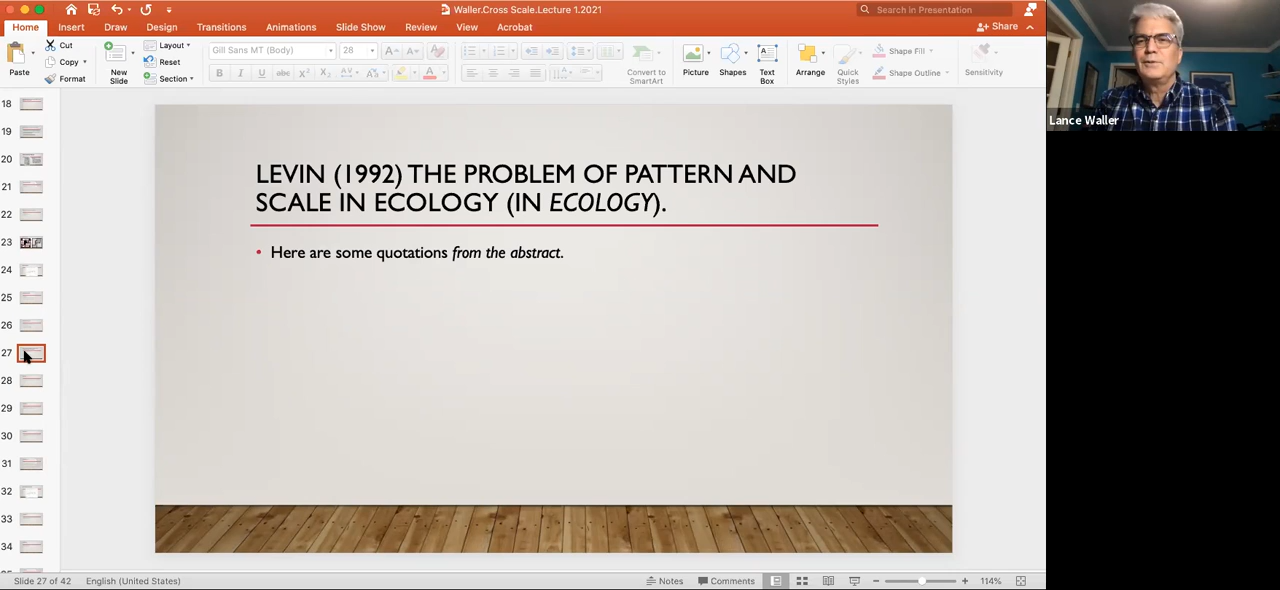 Waller.Cross Scale.Lecture 1.2021
Search in Presentation
Home Insert Draw Design Transitions Animations Slide Show Review View Acrobat
Share
Paste
Cut
Copy
Format
New Slide
Layout
Reset
Section
Gill Sans MT (Body) 28
Convert to SmartArt
Picture
Shapes
Text Box
Arrange
Quick Styles
Shape Fill
Shape Outline
Sensitivity
Lance Waller
18
19
20
21
22
23
24
25
26
27
28
29
30
31
32
33
34
LEVIN (1992) THE PROBLEM OF PATTERN AND
SCALE IN ECOLOGY (IN ECOLOGY).
• Here are some quotations from the abstract.
Slide 27 of 42 English (United States) Notes Comments 114%